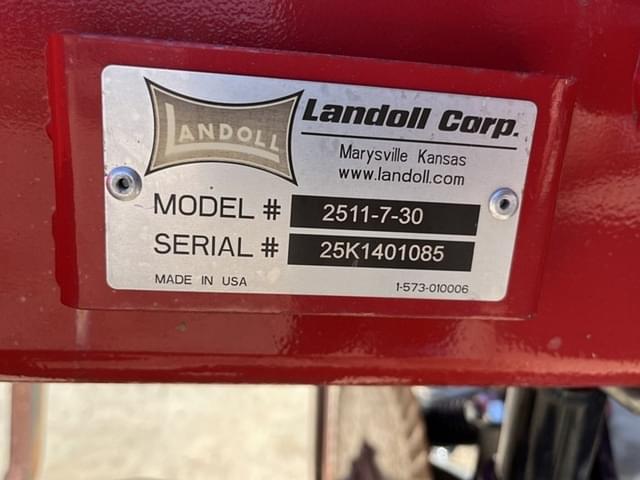 LANDOLL
Landoll Corp.
Marysville Kansas
www.landoll.com
MODEL # 2511-7-30
SERIAL # 25K1401085
MADE IN USA 1-573-010006